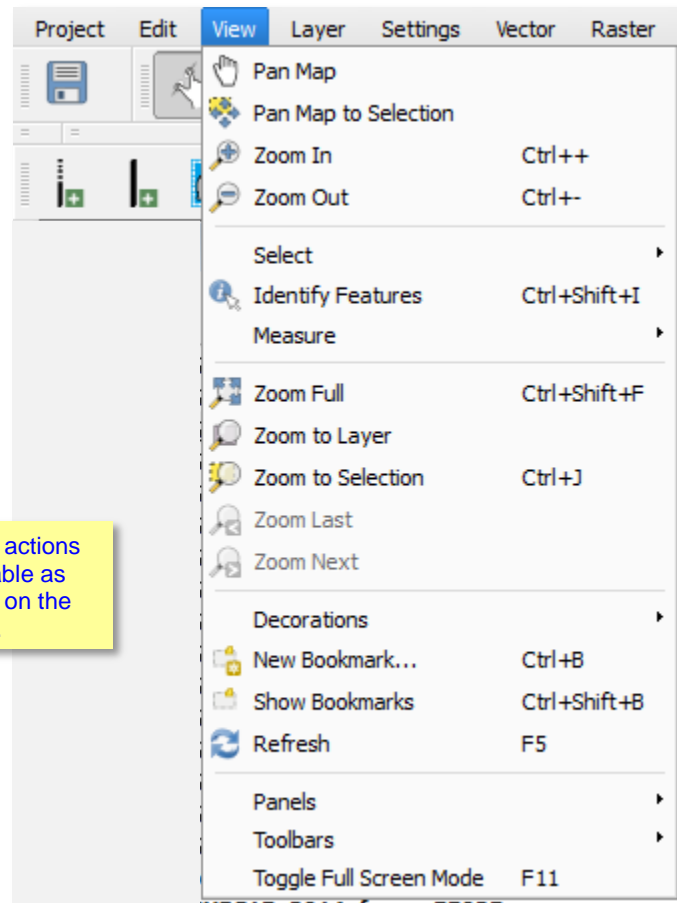 Project Edit View Layer Settings Vector Raster
Pan Map
Pan Map to Selection
Zoom In Ctrl++
Zoom Out Ctrl+-
Select
Identify Features Ctrl+Shift+I
Measure
Zoom Full Ctrl+Shift+F
Zoom to Layer
Zoom to Selection Ctrl+J
Zoom Last
Zoom Next
actions
as
on the
Decorations
New Bookmark... Ctrl+B
Show Bookmarks Ctrl+Shift+B
Refresh F5
Panels
Toolbars
Toggle Full Screen Mode F11